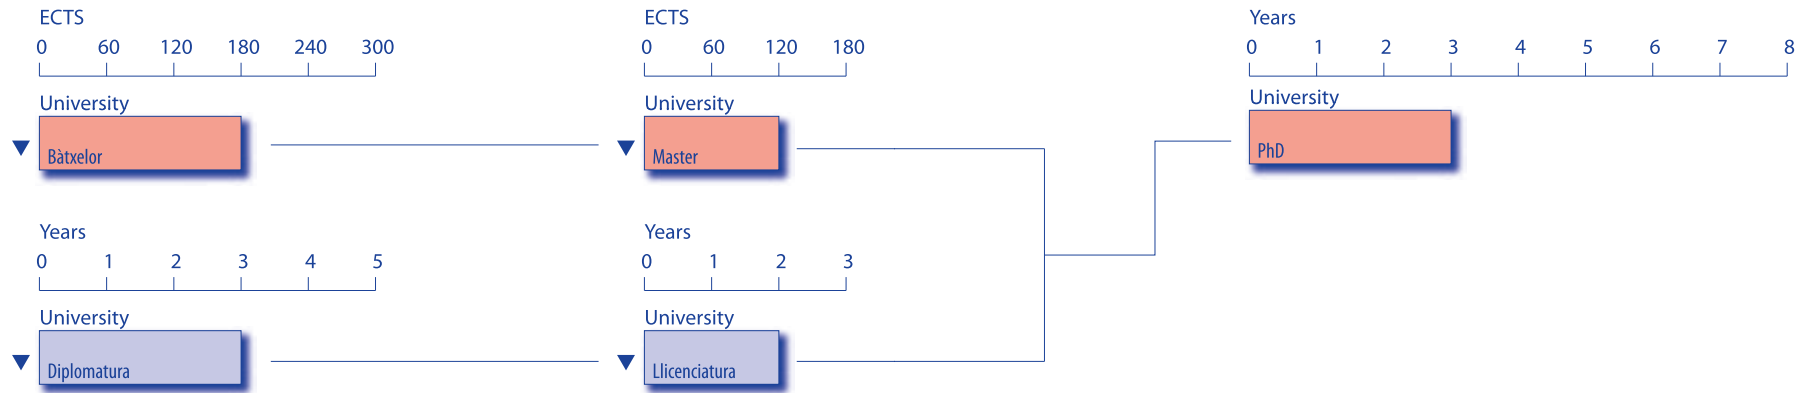 ECTS
0 60 120 180 240 300
University
Bàtxelor
ECTS
0 60 120 180
University
Master
Years
0 1 2 3 4 5 6 7 8
University
PhD
Years
0 1 2 3 4 5
University
Diplomatura
Years
0 1 2 3
University
Llicenciatura